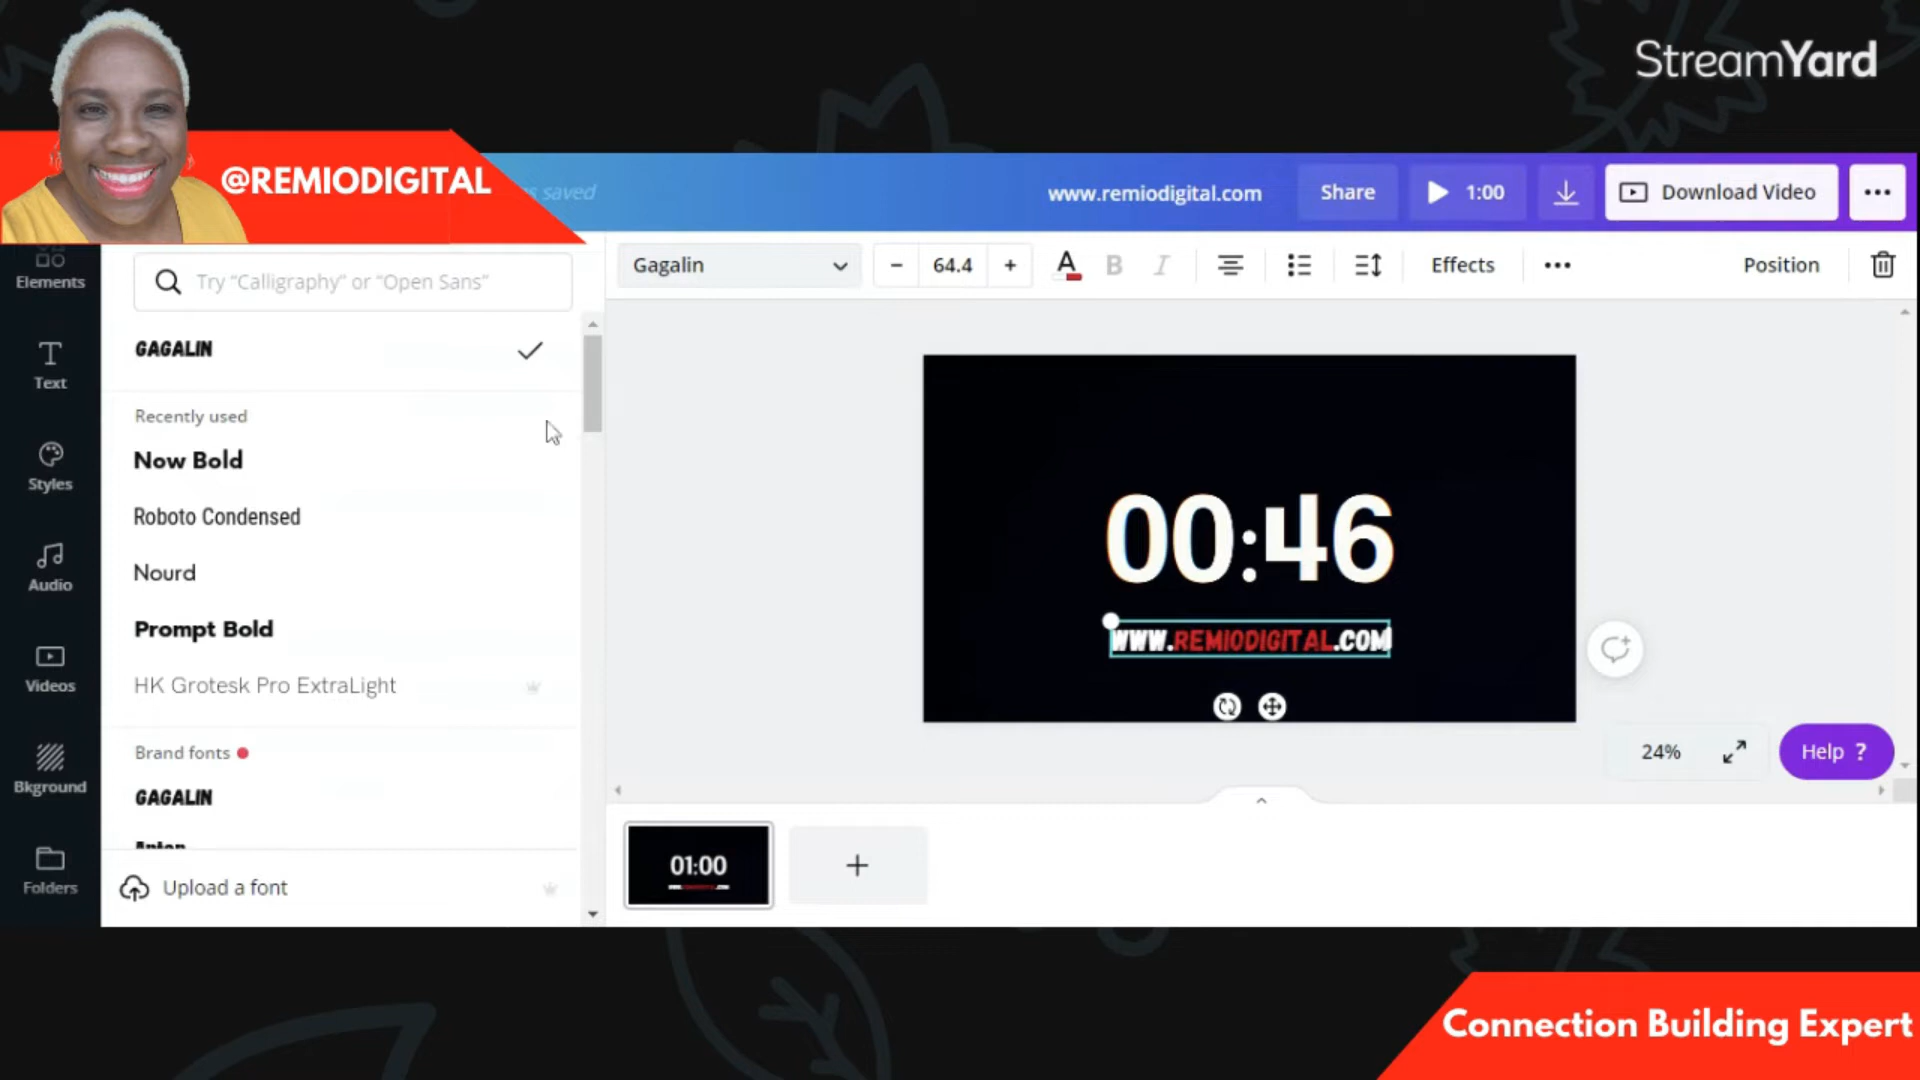 StreamYard
@REMIODIGITAL
saved
www.remiodigital.com
Share
1:00
Download Video
Elements
Text
Styles
Audio
Videos
Bkground
Folders
Try “Calligraphy” or “Open Sans”
GAGALIN
Recently used
Now Bold
Roboto Condensed
Nourd
Prompt Bold
HK Grotesk Pro ExtraLight
Brand fonts
GAGALIN
Upload a font
Gagalin
− 64.4 +
A B I
Effects
Position
00:46
WWW.REMIODIGITAL.COM
24%
Help ?
01:00
Connection Building Expert